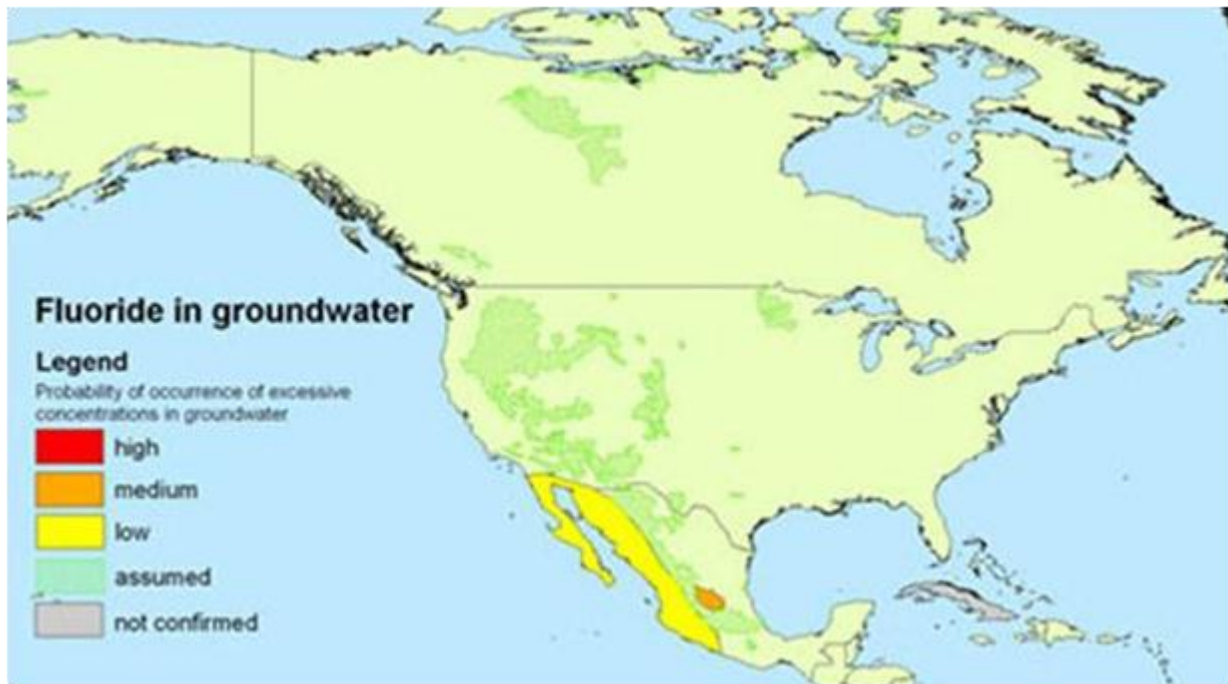 Fluoride in groundwater
Legend
Probability of occurrence of excessive
concentrations in groundwater
high
medium
low
assumed
not confirmed